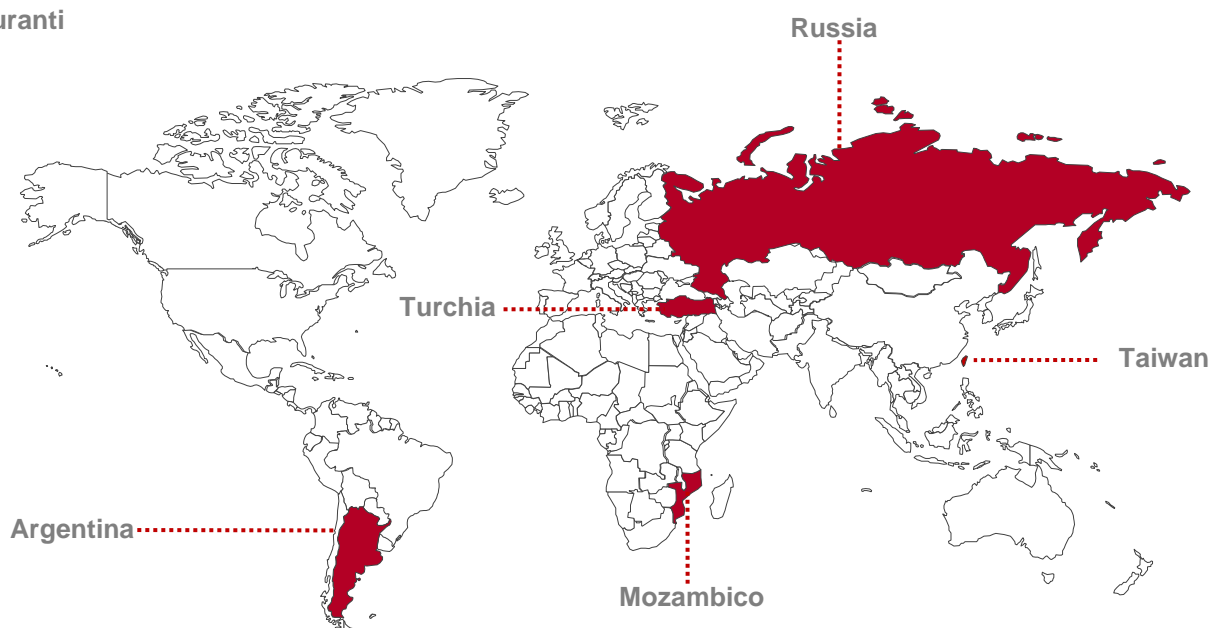 uranti
Russia
Turchia
Taiwan
Argentina
Mozambico